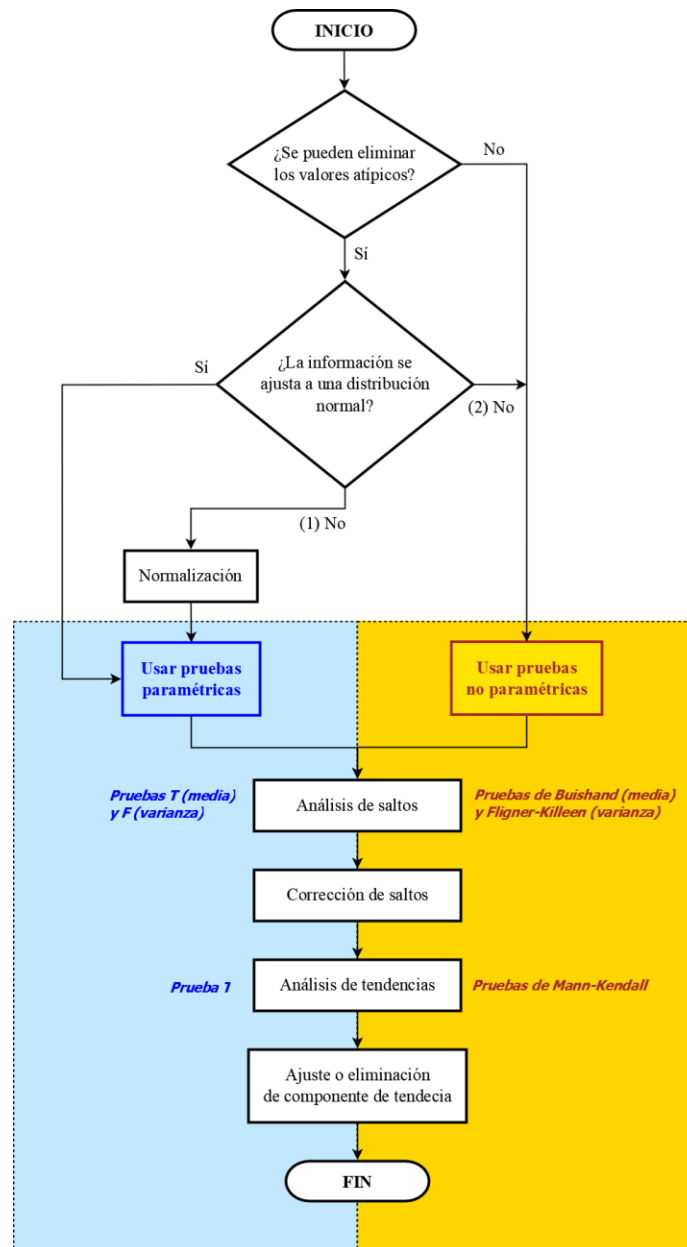 INICIO
¿Se pueden eliminar
los valores atípicos?
No
Sí
¿La información se
ajusta a una distribución
normal?
Sí
(2) No
(1) No
Normalización
Usar pruebas
paramétricas
Usar pruebas
no paramétricas
Pruebas T (media)
y F (varianza)
Análisis de saltos
Pruebas de Buishand (media)
y Fligner-Killeen (varianza)
Corrección de saltos
Prueba T
Análisis de tendencias
Pruebas de Mann-Kendall
Ajuste o eliminación
de componente de tendecia
FIN